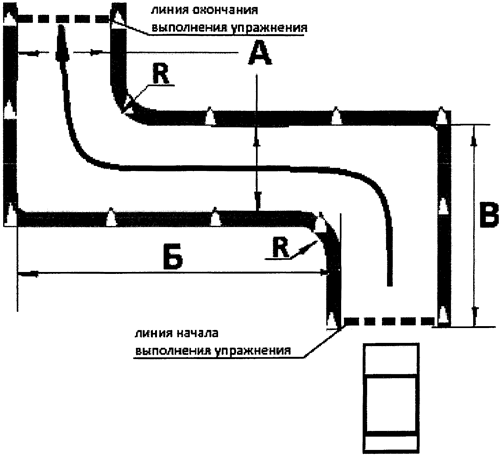 линия окончания
выполнения упражнения
А
R
В
R
Б
линия начала
выполнения упражнения